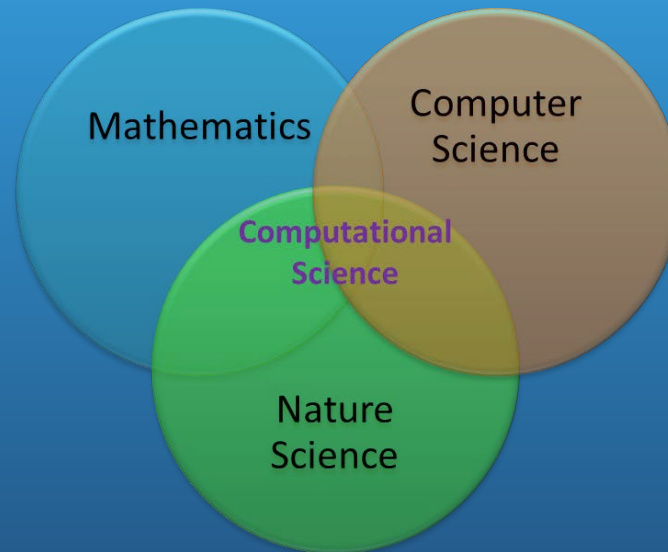 Mathematics
Computer
Science
Computational
Science
Nature
Science